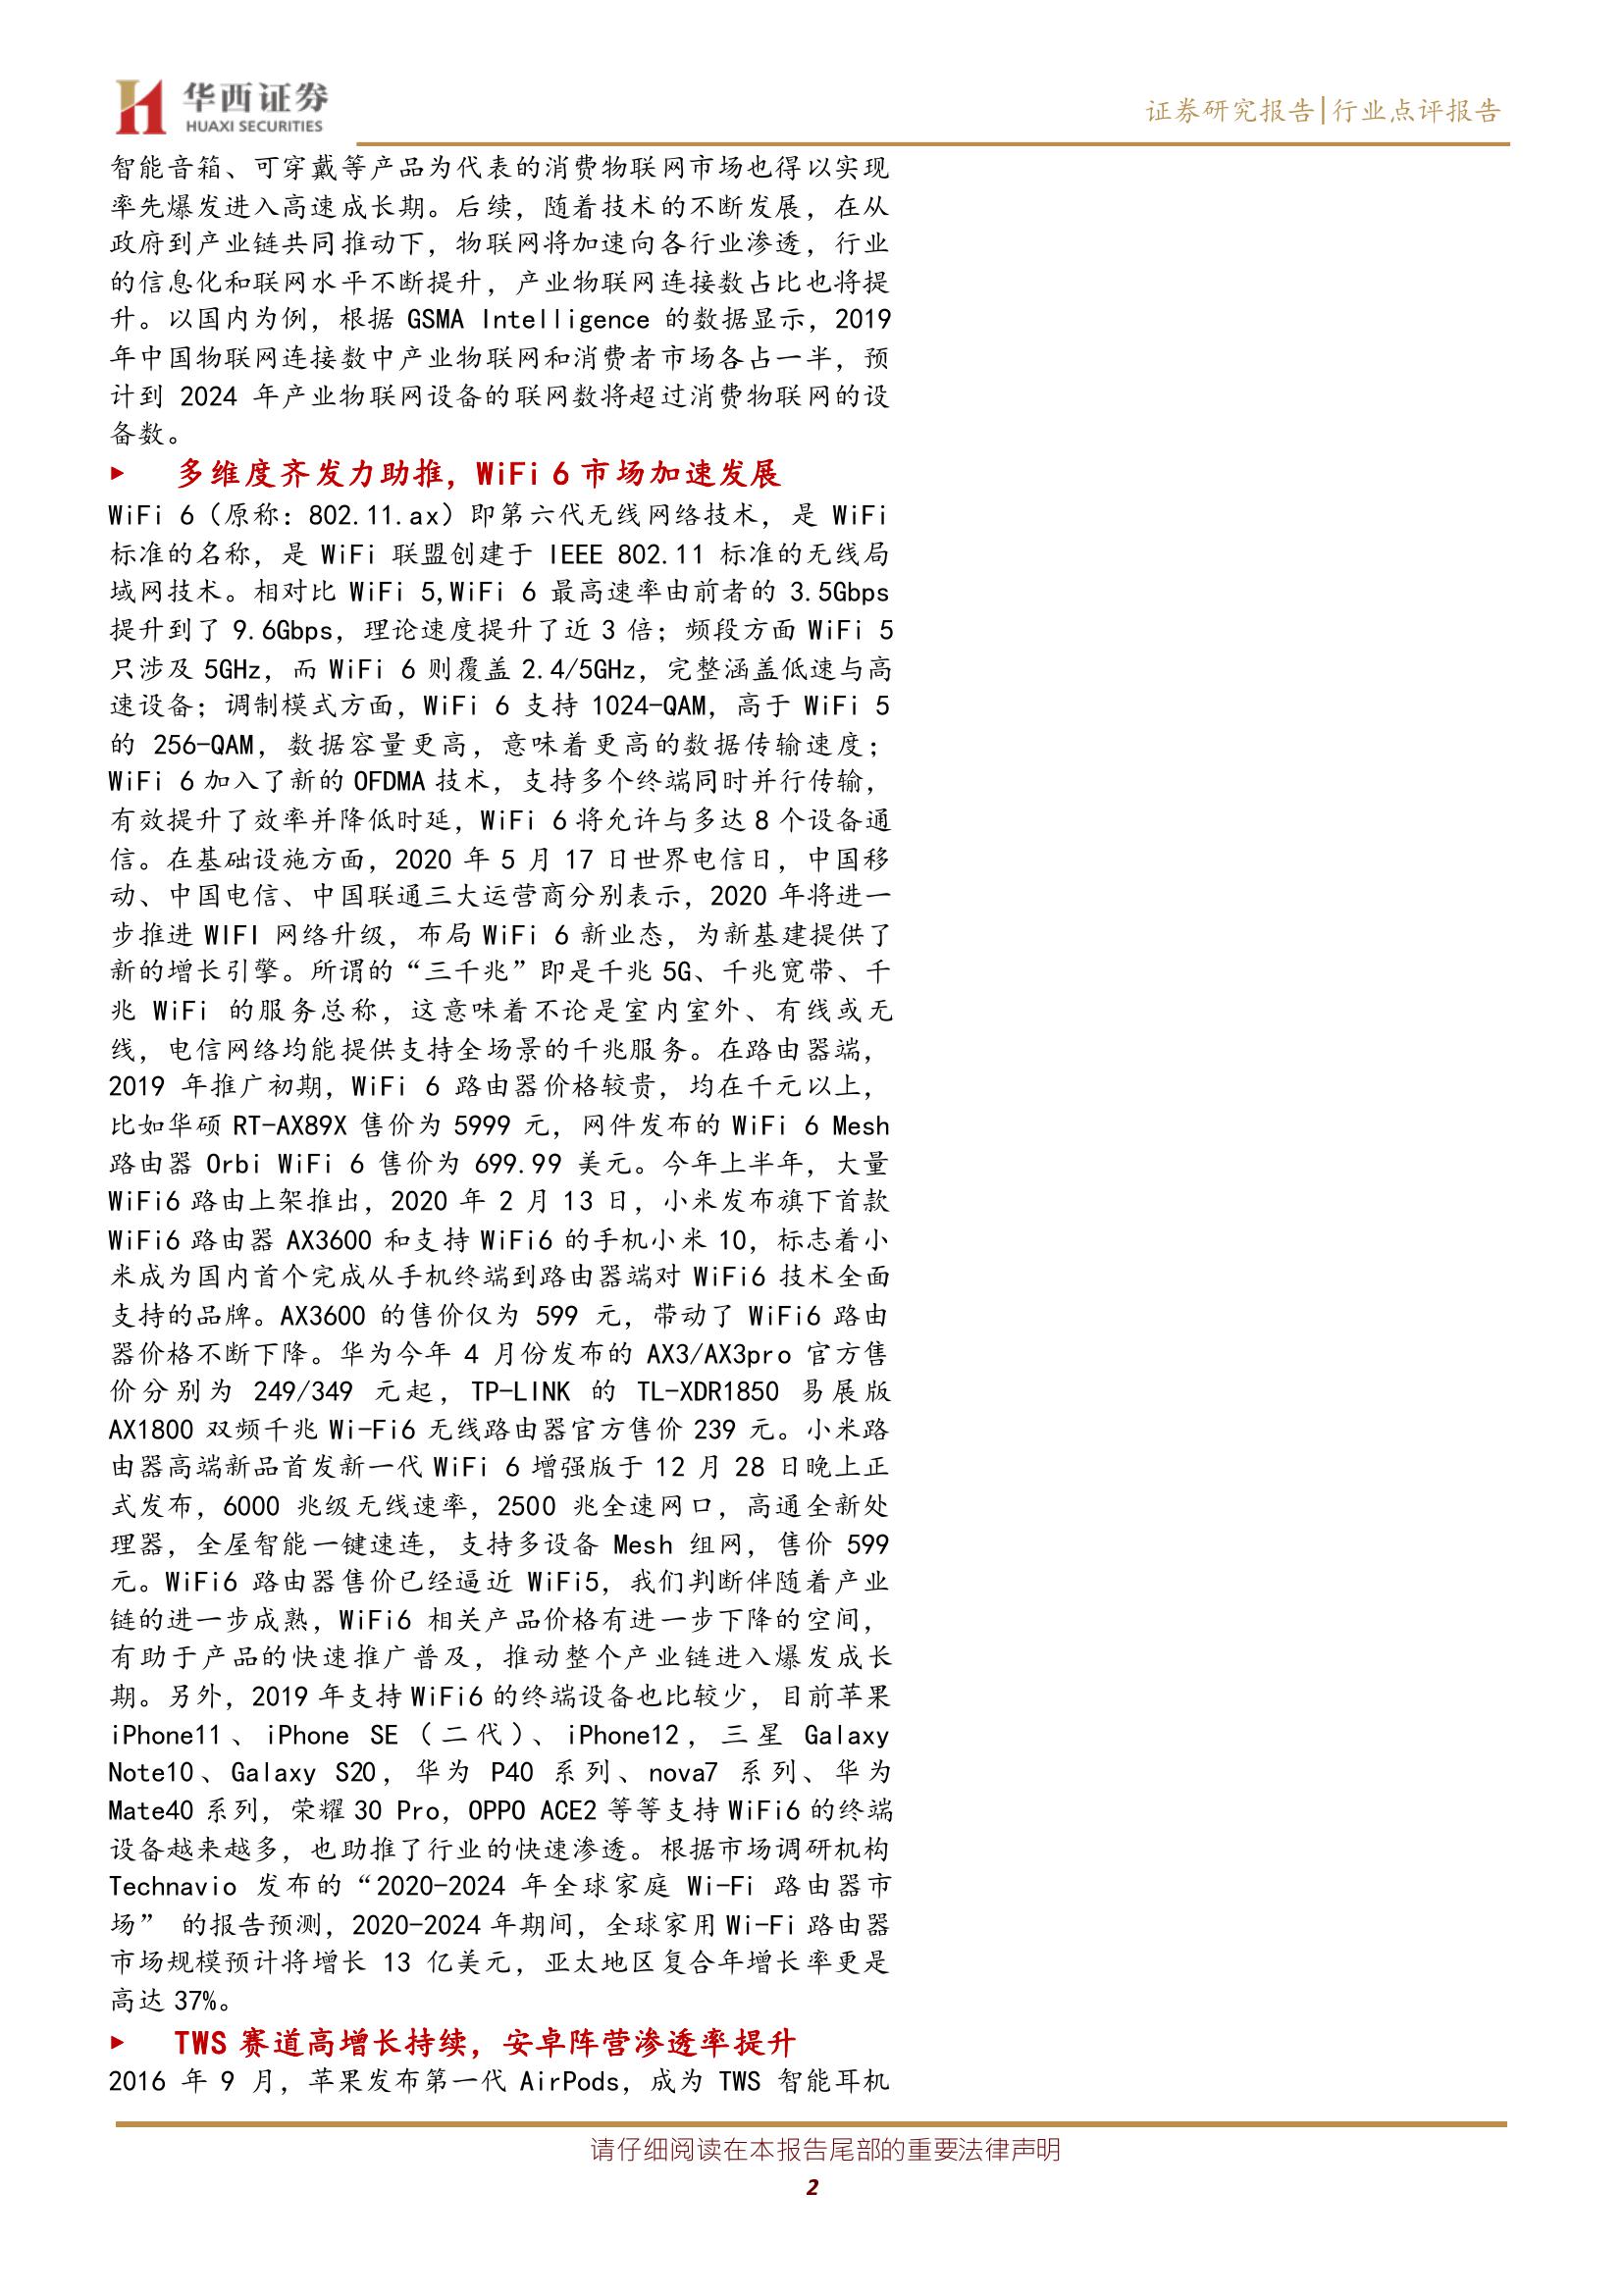 华西证券
HUAXI SECURITIES
证券研究报告|行业点评报告
智能音箱、可穿戴等产品为代表的消费物联网市场也得以实现
率先爆发进入高速成长期。后续，随着技术的不断发展，在从
政府到产业链共同推动下，物联网将加速向各行业渗透，行业
的信息化和联网水平不断提升，产业物联网连接数占比也将提
升。以国内为例，根据 GSMA Intelligence 的数据显示，2019
年中国物联网连接数中产业物联网和消费者市场各占一半，预
计到 2024 年产业物联网设备的联网数将超过消费物联网的设
备数。
► 多维度齐发力助推，WiFi 6 市场加速发展
WiFi 6（原称：802.11.ax）即第六代无线网络技术，是 WiFi
标准的名称，是 WiFi 联盟创建于 IEEE 802.11 标准的无线局
域网技术。相对比 WiFi 5,WiFi 6 最高速率由前者的 3.5Gbps
提升到了 9.6Gbps，理论速度提升了近 3 倍；频段方面 WiFi 5
只涉及 5GHz，而 WiFi 6 则覆盖 2.4/5GHz，完整涵盖低速与高
速设备；调制模式方面，WiFi 6 支持 1024-QAM，高于 WiFi 5
的 256-QAM，数据容量更高，意味着更高的数据传输速度；
WiFi 6 加入了新的 OFDMA 技术，支持多个终端同时并行传输，
有效提升了效率并降低时延，WiFi 6 将允许与多达 8 个设备通
信。在基础设施方面，2020 年 5 月 17 日世界电信日，中国移
动、中国电信、中国联通三大运营商分别表示，2020 年将进一
步推进 WIFI 网络升级，布局 WiFi 6 新业态，为新基建提供了
新的增长引擎。所谓的“三千兆”即是千兆 5G、千兆宽带、千
兆 WiFi 的服务总称，这意味着不论是室内室外、有线或无
线，电信网络均能提供支持全场景的千兆服务。在路由器端，
2019 年推广初期，WiFi 6 路由器价格较贵，均在千元以上，
比如华硕 RT-AX89X 售价为 5999 元，网件发布的 WiFi 6 Mesh
路由器 Orbi WiFi 6 售价为 699.99 美元。今年上半年，大量
WiFi6 路由上架推出，2020 年 2 月 13 日，小米发布旗下首款
WiFi6 路由器 AX3600 和支持 WiFi6 的手机小米 10，标志着小
米成为国内首个完成从手机终端到路由器端对 WiFi6 技术全面
支持的品牌。AX3600 的售价仅为 599 元，带动了 WiFi6 路由
器价格不断下降。华为今年 4 月份发布的 AX3/AX3pro 官方售
价分别为 249/349 元起，TP-LINK 的 TL-XDR1850 易展版
AX1800 双频千兆 Wi-Fi6 无线路由器官方售价 239 元。小米路
由器高端新品首发新一代 WiFi 6 增强版于 12 月 28 日晚上正
式发布，6000 兆级无线速率，2500 兆全速网口，高通全新处
理器，全屋智能一键速连，支持多设备 Mesh 组网，售价 599
元。WiFi6 路由器售价已经逼近 WiFi5，我们判断伴随着产业
链的进一步成熟，WiFi6 相关产品价格有进一步下降的空间，
有助于产品的快速推广普及，推动整个产业链进入爆发成长
期。另外，2019 年支持 WiFi6 的终端设备也比较少，目前苹果
iPhone11、iPhone SE（二代）、iPhone12，三星 Galaxy
Note10、Galaxy S20，华为 P40 系列、nova7 系列、华为
Mate40 系列，荣耀 30 Pro，OPPO ACE2 等等支持 WiFi6 的终端
设备越来越多，也助推了行业的快速渗透。根据市场调研机构
Technavio 发布的“2020-2024 年全球家庭 Wi-Fi 路由器市
场” 的报告预测，2020-2024 年期间，全球家用 Wi-Fi 路由器
市场规模预计将增长 13 亿美元，亚太地区复合年增长率更是
高达 37%。
► TWS 赛道高增长持续，安卓阵营渗透率提升
2016 年 9 月，苹果发布第一代 AirPods，成为 TWS 智能耳机
请仔细阅读在本报告尾部的重要法律声明
2